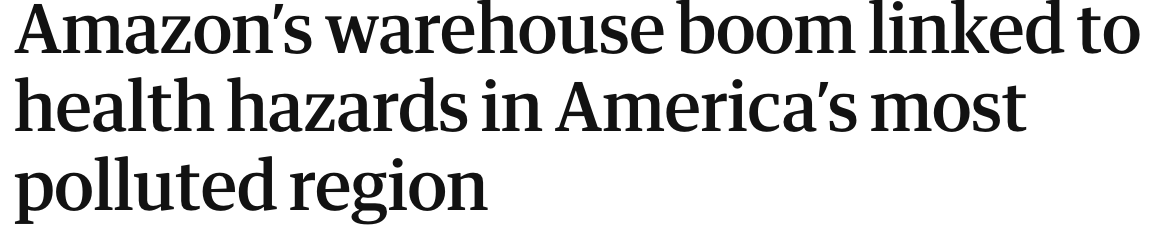 Amazon’s warehouse boom linked to
health hazards in America’s most
polluted region